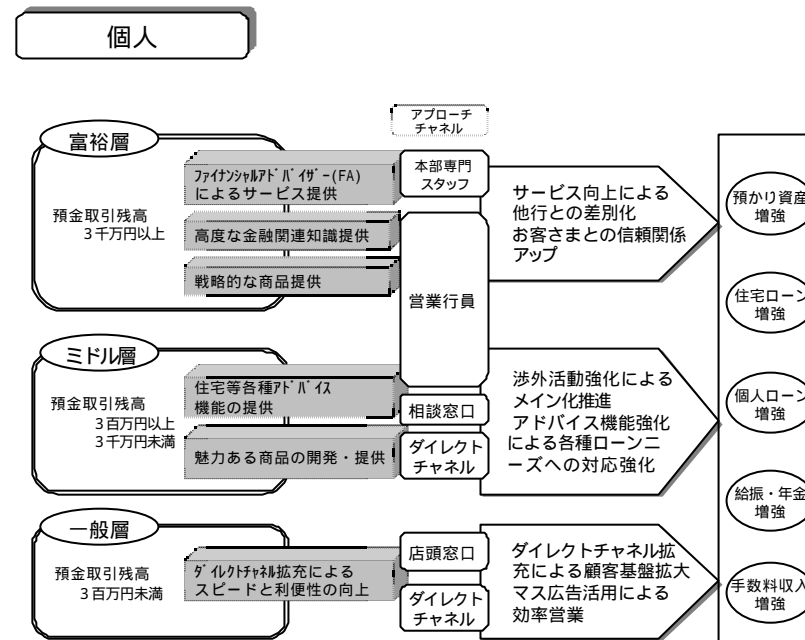 個人
アプローチ
チャネル
富裕層
預金取引残高
3千万円以上
ファイナンシャルアドバイザー(FA)
によるサービス提供
高度な金融関連知識提供
戦略的な商品提供
本部専門
スタッフ
営業行員
サービス向上による
他行との差別化
お客さまとの信頼関係
アップ
ミドル層
預金取引残高
3百万円以上
3千万円未満
住宅等各種アドバイス
機能の提供
魅力ある商品の開発・提供
相談窓口
ダイレクト
チャネル
渉外活動強化による
メイン化推進
アドバイス機能強化
による各種ローンニ
ーズへの対応強化
一般層
預金取引残高
3百万円未満
ダイレクトチャネル拡充による
スピードと利便性の向上
店頭窓口
ダイレクト
チャネル
ダイレクトチャネル拡
充による顧客基盤拡大
マス広告活用による
効率営業
預かり資産
増強
住宅ローン
増強
個人ローン
増強
給振・年金
増強
手数料収入
増強